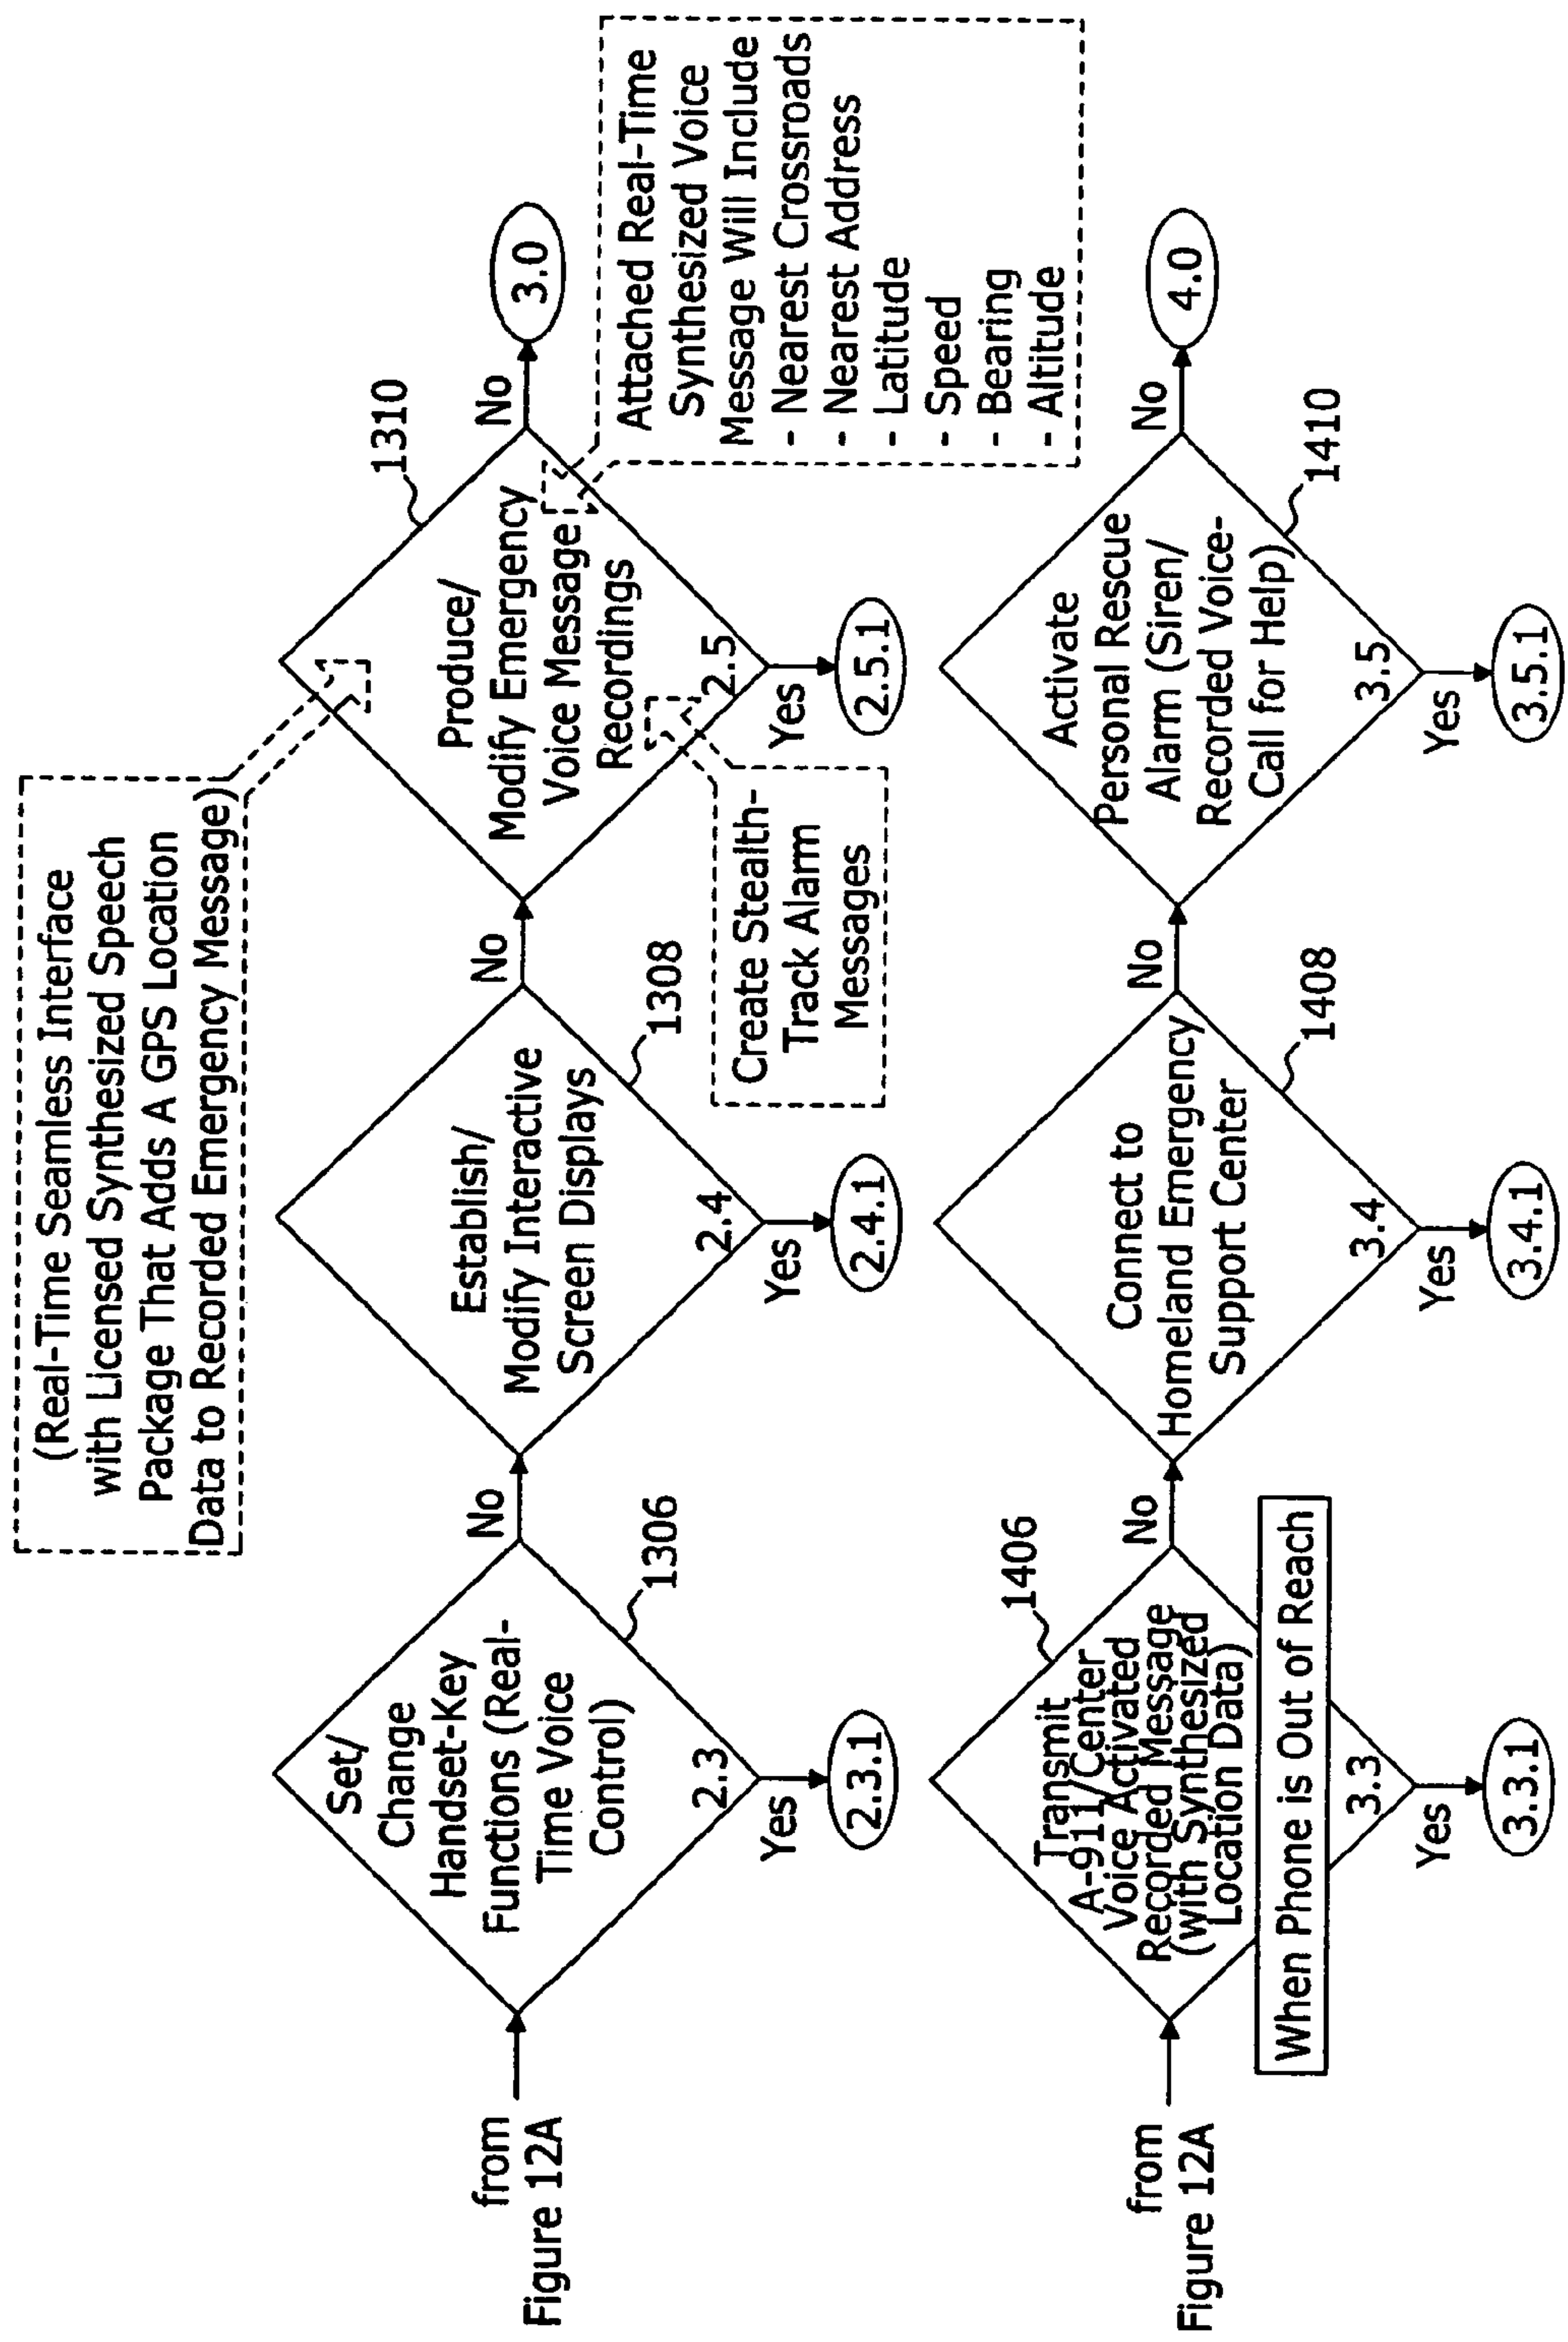 (Real-Time Seamless Interface
with Licensed Synthesized Speech
Package That Adds A GPS Location
Data to Recorded Emergency Message)
from
Figure 12A
Set/
Change
Handset-Key
Functions (Real-
Time Voice
Control)
2.3
1306
No
Yes
2.3.1
Establish/
Modify Interactive
Screen Displays
2.4
1308
No
Yes
2.4.1
Produce/
Modify Emergency
Voice Message
Recordings
2.5
1310
No
3.0
Yes
2.5.1
Create Stealth-
Track Alarm
Messages
Attached Real-Time
Synthesized Voice
Message Will Include
- Nearest Crossroads
- Nearest Address
- Latitude
- Speed
- Bearing
- Altitude
from
Figure 12A
Transmit
A-911/Center
Voice Activated
Recorded Message
(with Synthesized
Location Data)
When Phone is Out of Reach
3.3
1406
No
Yes
3.3.1
Connect to
Homeland Emergency
Support Center
3.4
1408
No
Yes
3.4.1
Activate
Personal Rescue
Alarm (Siren/
Recorded Voice-
Call for Help)
3.5
1410
No
4.0
Yes
3.5.1